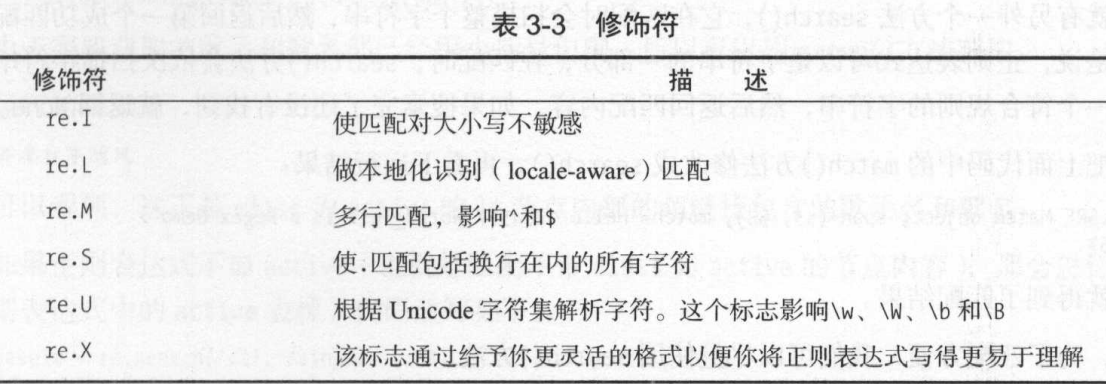 表 3-3 修饰符
修饰符 描 述
re.I 使匹配对大小写不敏感
re.L 做本地化识别（locale-aware）匹配
re.M 多行匹配，影响^和$
re.S 使.匹配包括换行在内的所有字符
re.U 根据 Unicode 字符集解析字符。这个标志影响\w、\W、\b 和\B
re.X 该标志通过给予你更灵活的格式以便你将正则表达式写得更易于理解